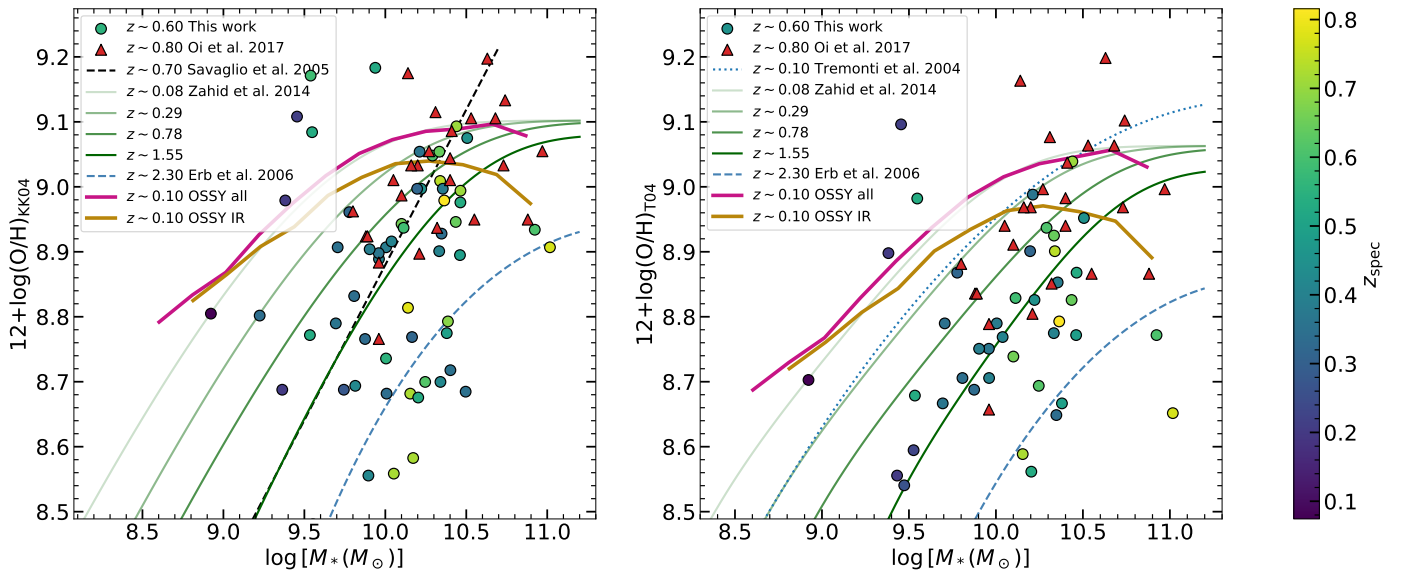 z ~ 0.60 This work
z ~ 0.80 Oi et al. 2017
z ~ 0.70 Savaglio et al. 2005
z ~ 0.08 Zahid et al. 2014
z ~ 0.29
z ~ 0.78
z ~ 1.55
z ~ 2.30 Erb et al. 2006
z ~ 0.10 OSSY all
z ~ 0.10 OSSY IR
12+log(O/H)KK04
9.2
9.1
9.0
8.9
8.8
8.7
8.6
8.5
8.5 9.0 9.5 10.0 10.5 11.0
log [M*(M⊙)]
z ~ 0.60 This work
z ~ 0.80 Oi et al. 2017
z ~ 0.10 Tremonti et al. 2004
z ~ 0.08 Zahid et al. 2014
z ~ 0.29
z ~ 0.78
z ~ 1.55
z ~ 2.30 Erb et al. 2006
z ~ 0.10 OSSY all
z ~ 0.10 OSSY IR
12+log(O/H)T04
9.2
9.1
9.0
8.9
8.8
8.7
8.6
8.5
8.5 9.0 9.5 10.0 10.5 11.0
log [M*(M⊙)]
0.8
0.7
0.6
0.5
0.4
0.3
0.2
0.1
zspec